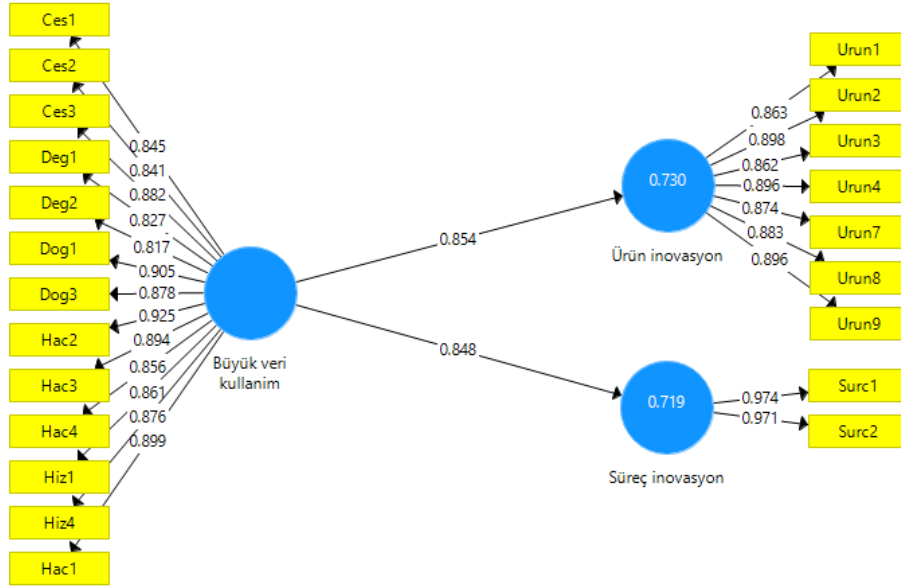 Ces1
Ces2
Ces3
Deg1
Deg2
Dog1
Dog3
Hac2
Hac3
Hac4
Hiz1
Hiz4
Hac1
0.845
0.841
0.882
0.827
0.817
0.905
0.878
0.925
0.894
0.856
0.861
0.876
0.899
Büyük veri
kullanim
0.854
0.848
0.730
Ürün inovasyon
0.719
Süreç inovasyon
0.863
0.898
0.862
0.896
0.874
0.883
0.896
0.974
0.971
Urun1
Urun2
Urun3
Urun4
Urun7
Urun8
Urun9
Surc1
Surc2